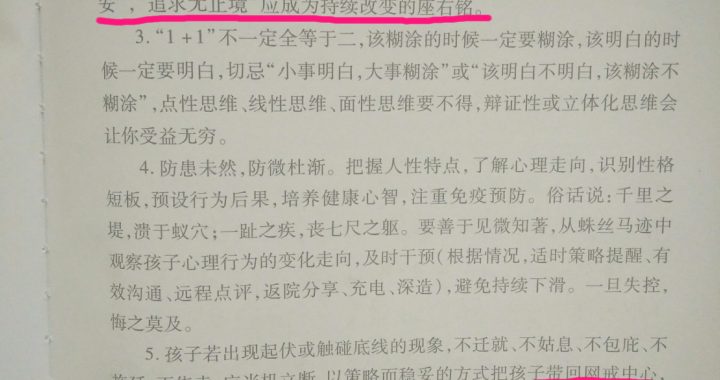 安”，“追求无止境”应成为持续改变的座右铭。
3.“1+1”不一定全等于二，该糊涂的时候一定要糊涂，该明白的时
候一定要明白，切忌“小事明白，大事糊涂”或“该明白不明白，该糊涂不
糊涂”，点性思维、线性思维、面性思维要不得，辩证性或立体化思维会
让你受益无穷。
4.防患未然，防微杜渐。把握人性特点，了解心理走向，识别性格
短板，预设行为后果，培养健康心智，注重免疫预防。俗话说：千里之
堤，溃于蚁穴；一趾之疾，丧七尺之躯。要善于见微知著，从蛛丝马迹中
观察孩子心理行为的变化走向，及时干预（根据情况，适时策略提醒、有
效沟通、远程点评，返院分享、充电、深造），避免持续下滑。一旦失控，
悔之莫及。
5.孩子若出现起伏或触碰底线的现象，不迁就、不姑息、不包庇、不
以策略而稳妥的方式把孩子带回网戒中心，